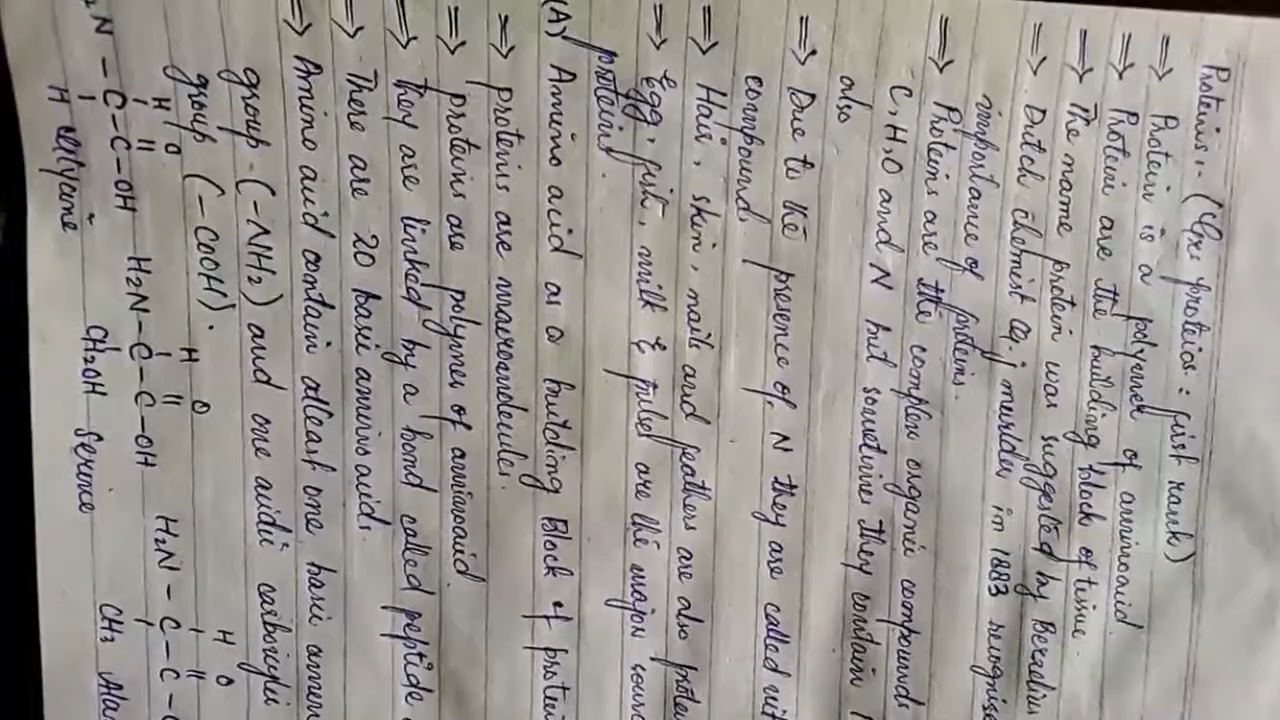 Proteins:- (Gre proteios: first rank)
⇒ Protein is a polymer of aminoacid.
⇒ Protein are the building block of tissue.
⇒ The name protein was suggested by Berzelius
⇒ Dutch chemist G. J mulder in 1883 recognise
importance of proteins.
⇒ Proteins are the complex organic compounds
C, H, O and N but sometimes they contain
also.
⇒ Due to the presence of N they are called nit
compound.
⇒ Hair, skin, nails and feathers are also prote
⇒ Egg, fish, milk & pulses are the major sour
proteins.
(A) Amino acid as a building Block of protei
⇒ proteins are macromolecules.
⇒ proteins are polymer of aminoacid.
⇒ They are linked by a bond called peptide
⇒ There are 20 basic amino acids.
⇒ Amino acid contain atleast one basic amin
group (-NH2) and one acidic carboxylic
group (-COOH).
H O H O H O
2N-C-C-OH H2N-C-C-OH H2N-C-C-
H Glycine CH2OH Serine CH3 Ala